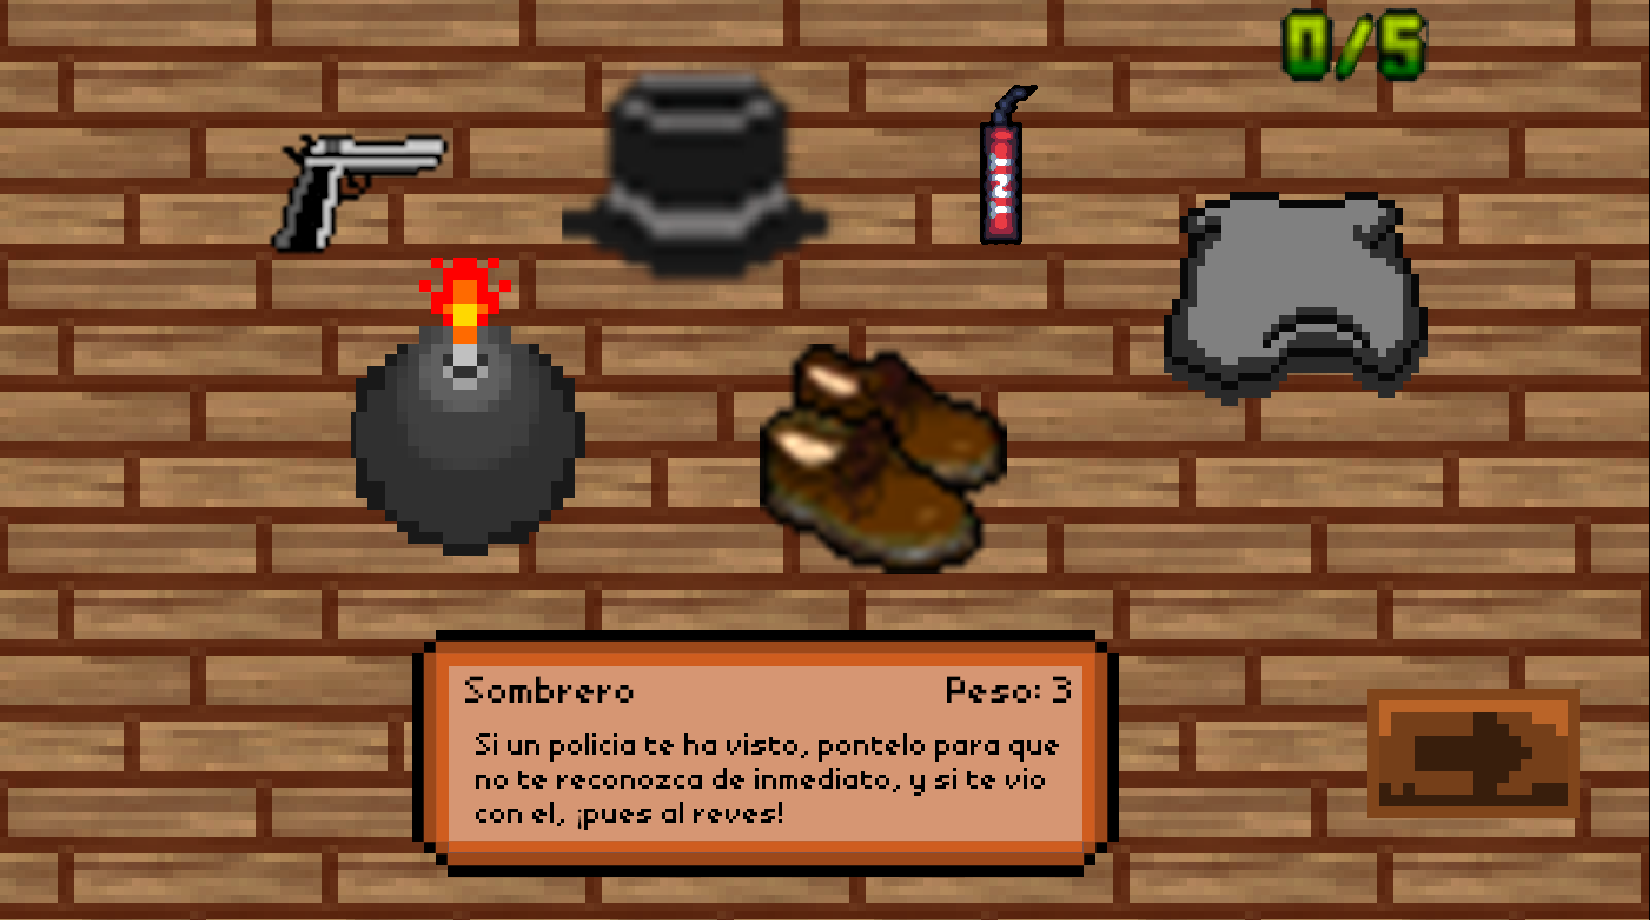 0/5
Sombrero
Peso: 3
Si un policia te ha visto, pontelo para que
no te reconozca de inmediato, y si te vio
con el, ¡pues al reves!